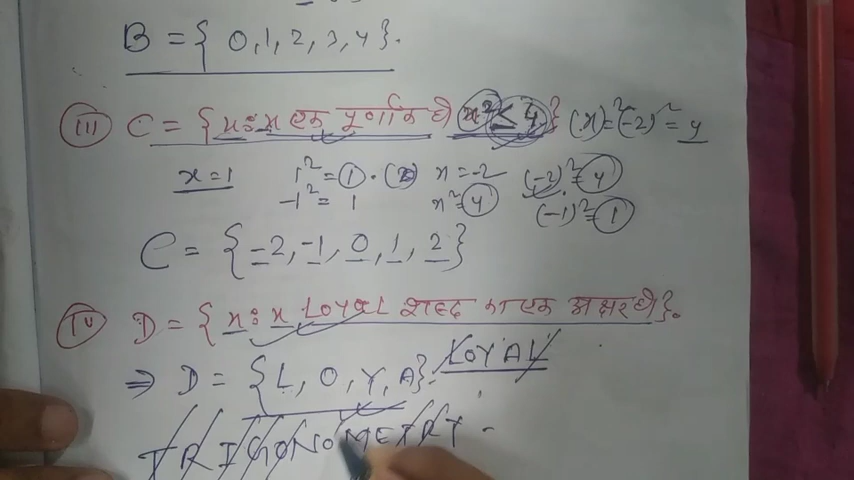 B = { 0, 1, 2, 3, 4 }.
(III) C = { x : x एक पूर्णांक है x² ≤ 4 } (x)² = (-2)² = 4
x = 1 1² = 1 x = -2 (-2)² = 4
-1² = 1 x² = 4 (-1)² = 1
C = { -2, -1, 0, 1, 2 }
(IV) D = { x : x LOYAL शब्द का एक अक्षर है }.
⇒ D = { L, O, Y, A }. LOYAL
TRIGONOMETRY -